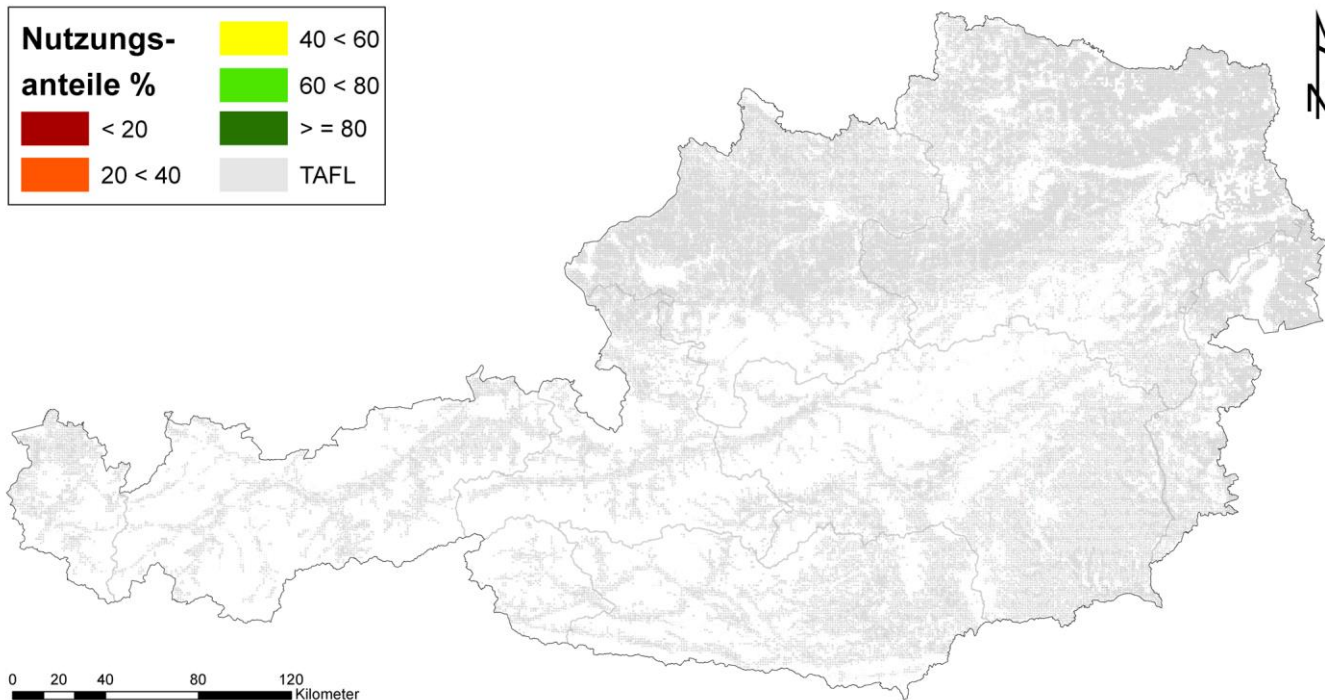 Nutzungs-
anteile %
< 20
20 < 40
40 < 60
60 < 80
> = 80
TAFL
N
0 20 40 80 120
Kilometer